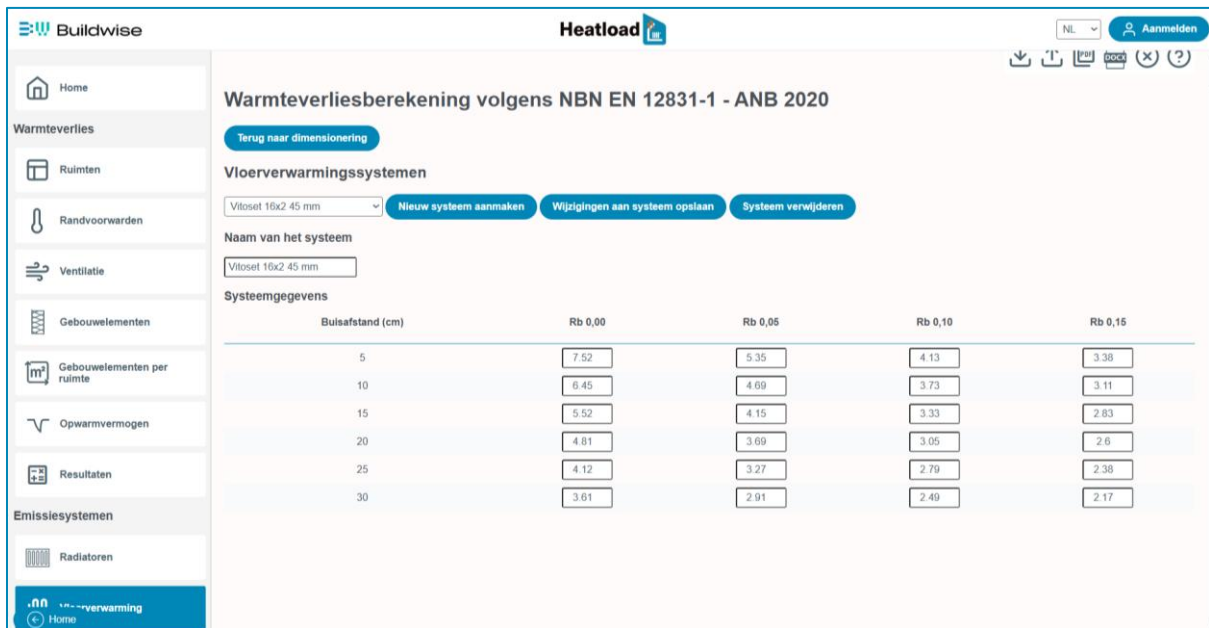 Buildwise
Heatload
NL
Aanmelden
PDF
DOCX
Home
Warmteverlies
Ruimten
Randvoorwarden
Ventilatie
Gebouwelementen
m²
Gebouwelementen per
ruimte
Opwarmvermogen
Resultaten
Emissiesystemen
Radiatoren
Home
Warmteverliesberekening volgens NBN EN 12831-1 - ANB 2020
Terug naar dimensionering
Vloerverwarmingssystemen
Vitoset 16x2 45 mm
Nieuw systeem aanmaken
Wijzigingen aan systeem opslaan
Systeem verwijderen
Naam van het systeem
Vitoset 16x2 45 mm
Systeemgegevens
Buisafstand (cm) Rb 0,00 Rb 0,05 Rb 0,10 Rb 0,15
5 7.52 5.35 4.13 3.38
10 6.45 4.69 3.73 3.11
15 5.52 4.15 3.33 2.83
20 4.81 3.69 3.05 2.6
25 4.12 3.27 2.79 2.38
30 3.61 2.91 2.49 2.17